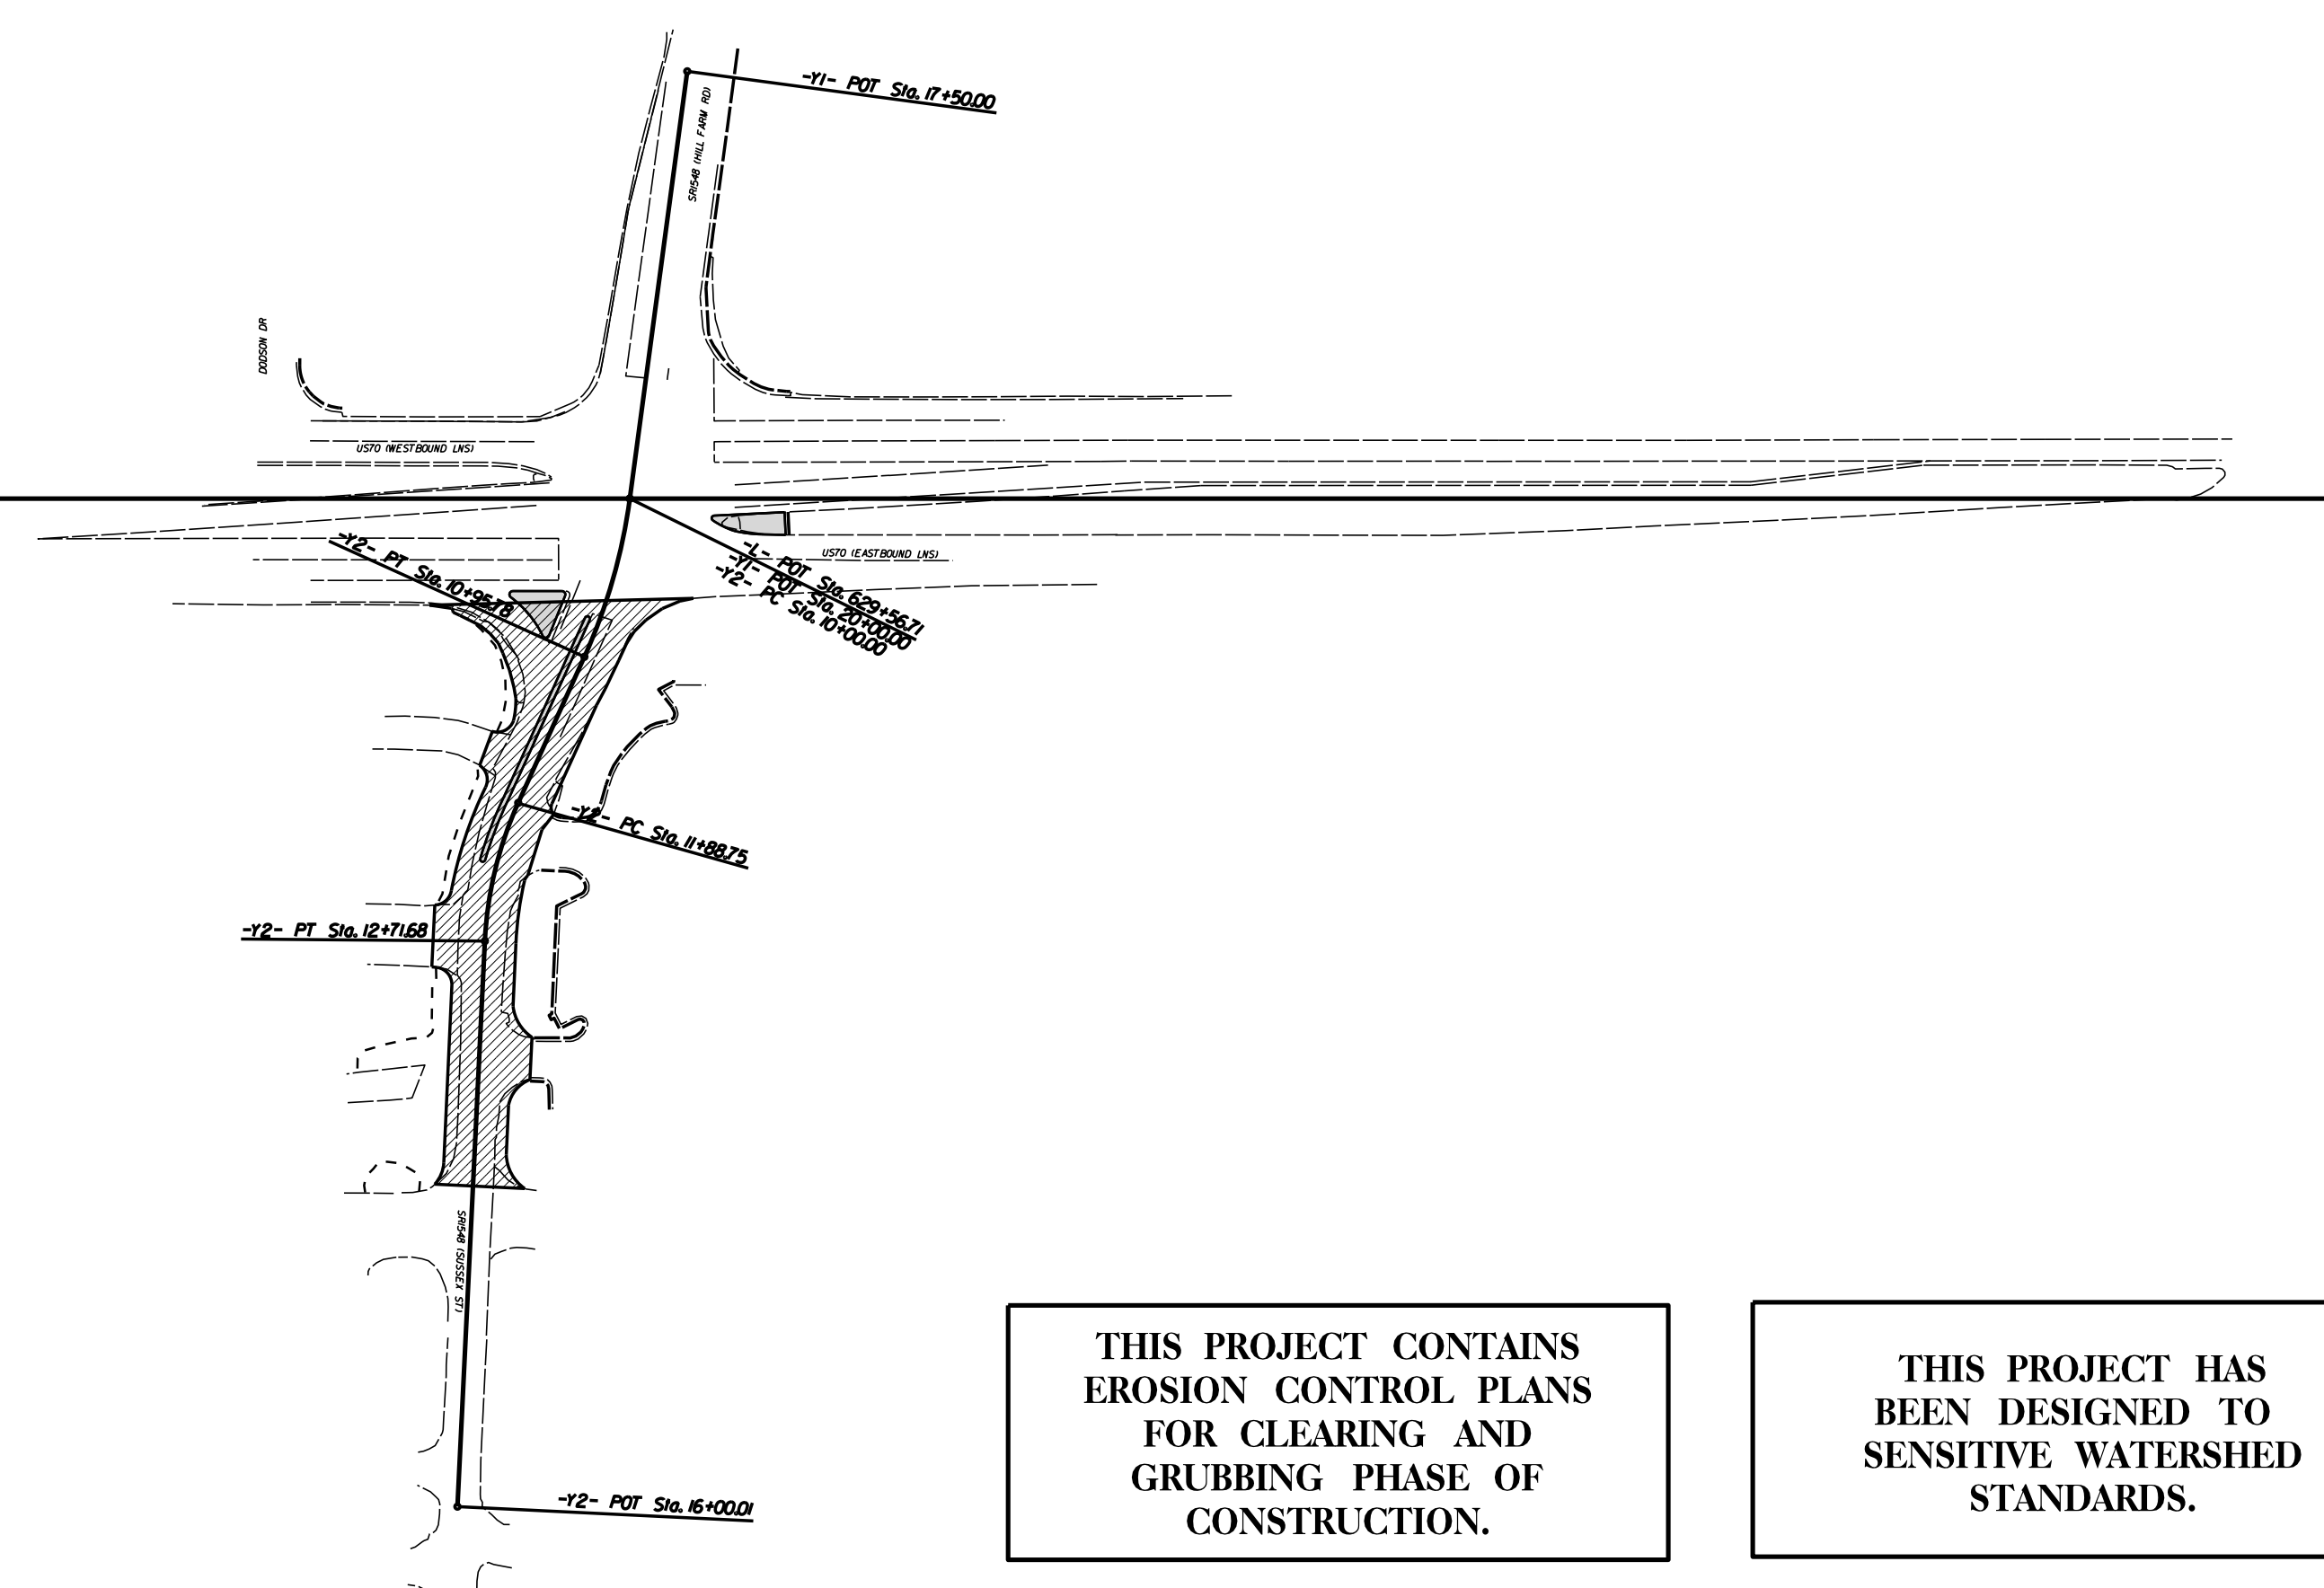 -Y1- POT Sta. 17+50.00
SR1548 (HILL FARM RD)
DODSON DR
US70 (WESTBOUND LNS)
-Y2- PT Sta. 10+95.78
US70 (EASTBOUND LNS)
-L- POT Sta. 629+56.71
-Y1- POT Sta. 20+00.00
-Y2- PC Sta. 10+00.00
-Y2- PC Sta. 11+88.75
-Y2- PT Sta. 12+71.68
SR1548 (SUSSEX ST)
-Y2- POT Sta. 16+00.01
THIS PROJECT CONTAINS
EROSION CONTROL PLANS
FOR CLEARING AND
GRUBBING PHASE OF
CONSTRUCTION.
THIS PROJECT HAS
BEEN DESIGNED TO
SENSITIVE WATERSHED
STANDARDS.